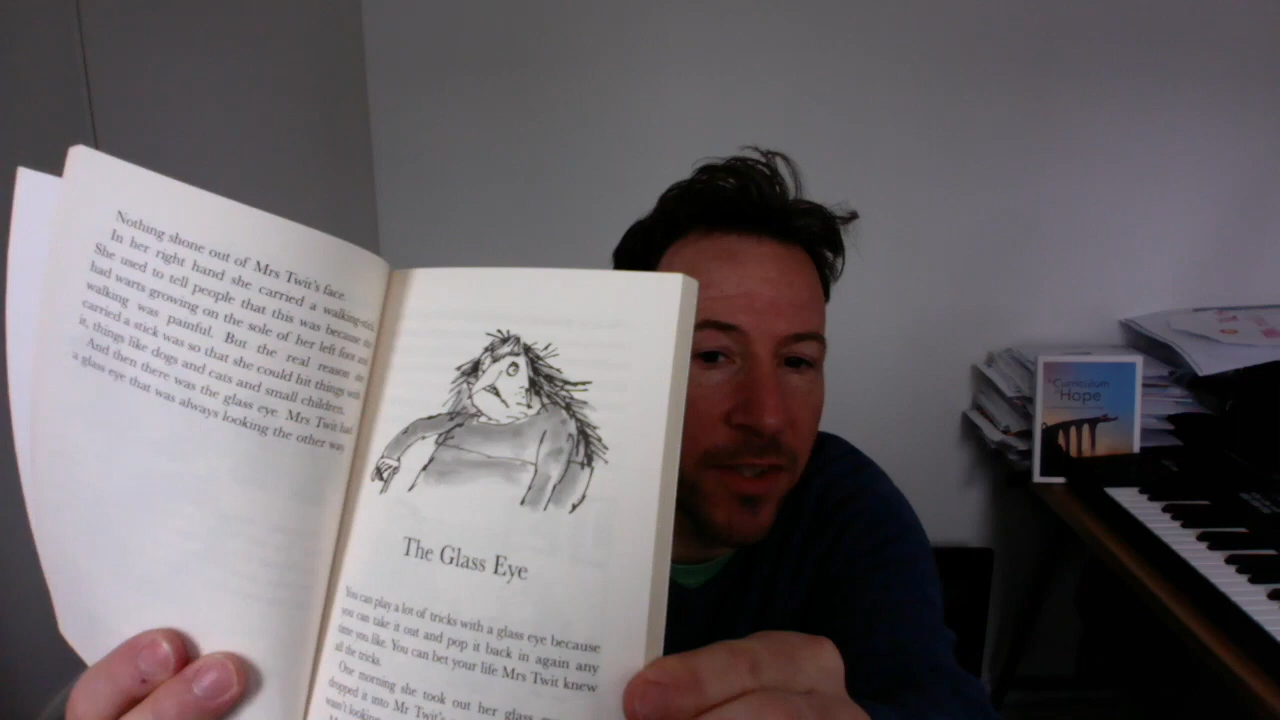 Nothing shone out of Mrs Twit's face.
In her right hand she carried a walking-stick.
She used to tell people that this was because she
had warts growing on the sole of her left foot and
walking was painful. But the real reason she
carried a stick was so that she could hit things with
it, things like dogs and cats and small children.
And then there was the glass eye. Mrs Twit had
a glass eye that was always looking the other way.
The Glass Eye
You can play a lot of tricks with a glass eye because
you can take it out and pop it back in again any
time you like. You can bet your life Mrs Twit knew
all the tricks.
One morning she took out her glass
dropped it into Mr Twit's
wasn't looking
Curriculum
of Hope